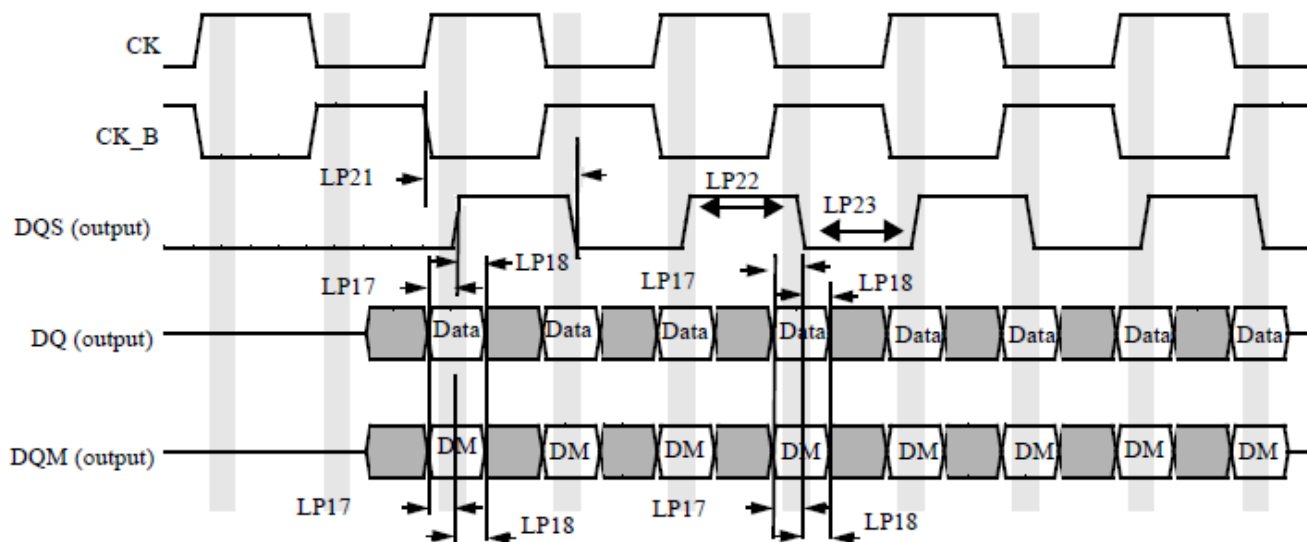 CK
CK_B
LP21
LP22
LP23
DQS (output)
LP18
LP17
LP17
LP18
DQ (output)
Data Data Data Data Data Data Data Data
DQM (output)
DM DM DM DM DM DM DM DM
LP17
LP18
LP17
LP18